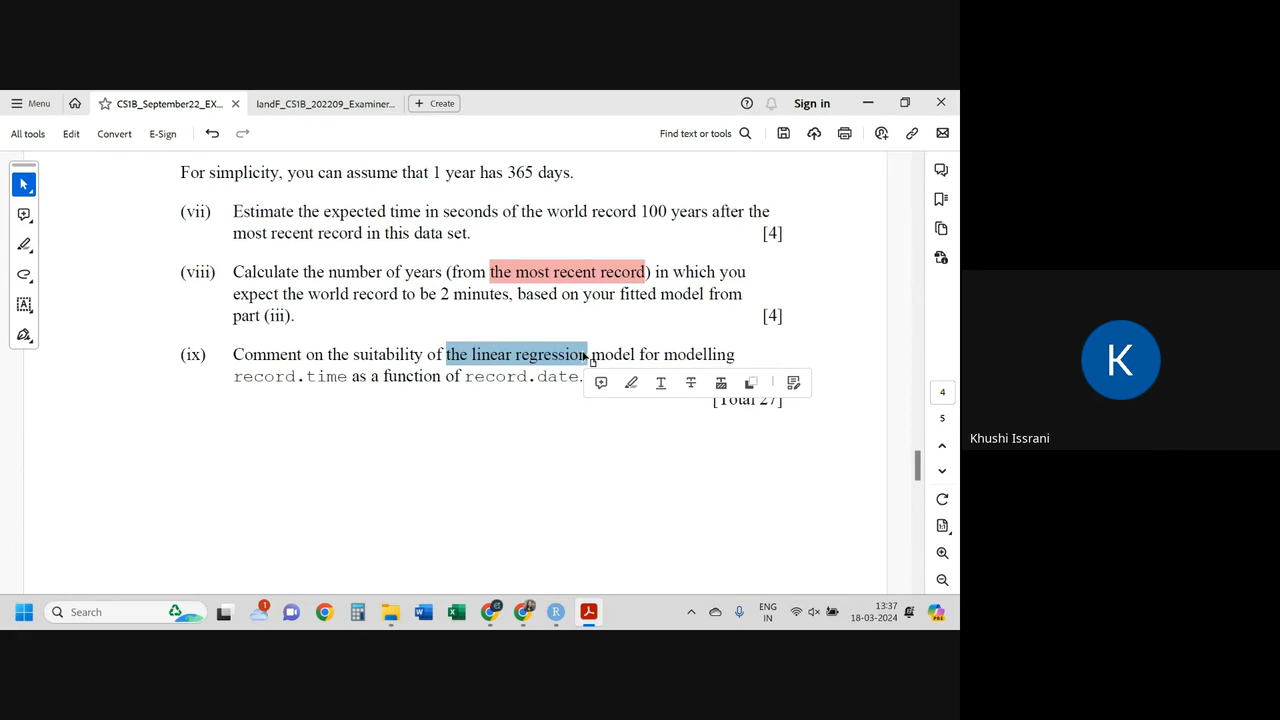 Menu
CS1B_September22_EX...
IandF_CS1B_202209_Examiner...
Create
Sign in
All tools
Edit
Convert
E-Sign
Find text or tools
For simplicity, you can assume that 1 year has 365 days.
(vii) Estimate the expected time in seconds of the world record 100 years after the
most recent record in this data set. [4]
(viii) Calculate the number of years (from the most recent record) in which you
expect the world record to be 2 minutes, based on your fitted model from
part (iii). [4]
(ix) Comment on the suitability of the linear regression model for modelling
record.time as a function of record.date.
[Total 27]
4
5
K
Khushi Issrani
Search
1
ENG
IN
13:37
18-03-2024